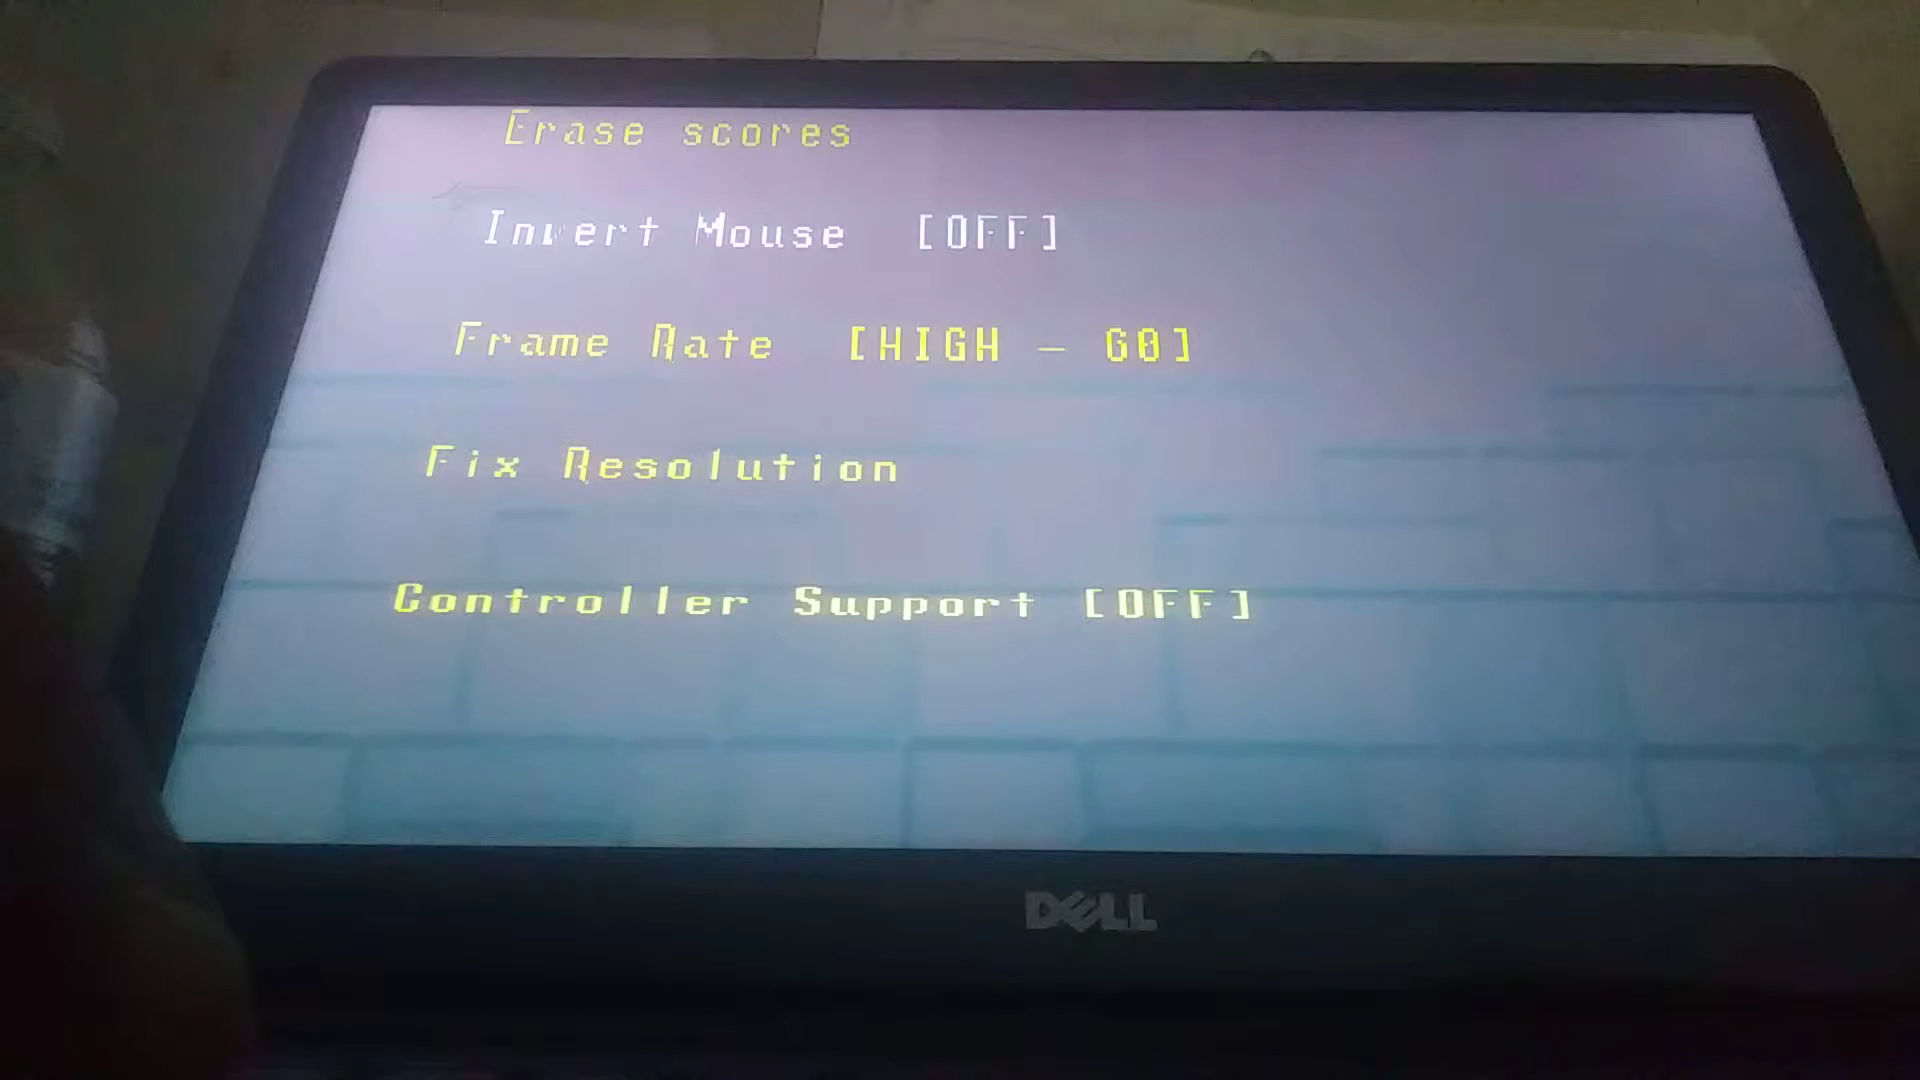 Erase scores
Invert Mouse [OFF]
Frame Rate [HIGH - 60]
Fix Resolution
Controller Support [OFF]
DELL